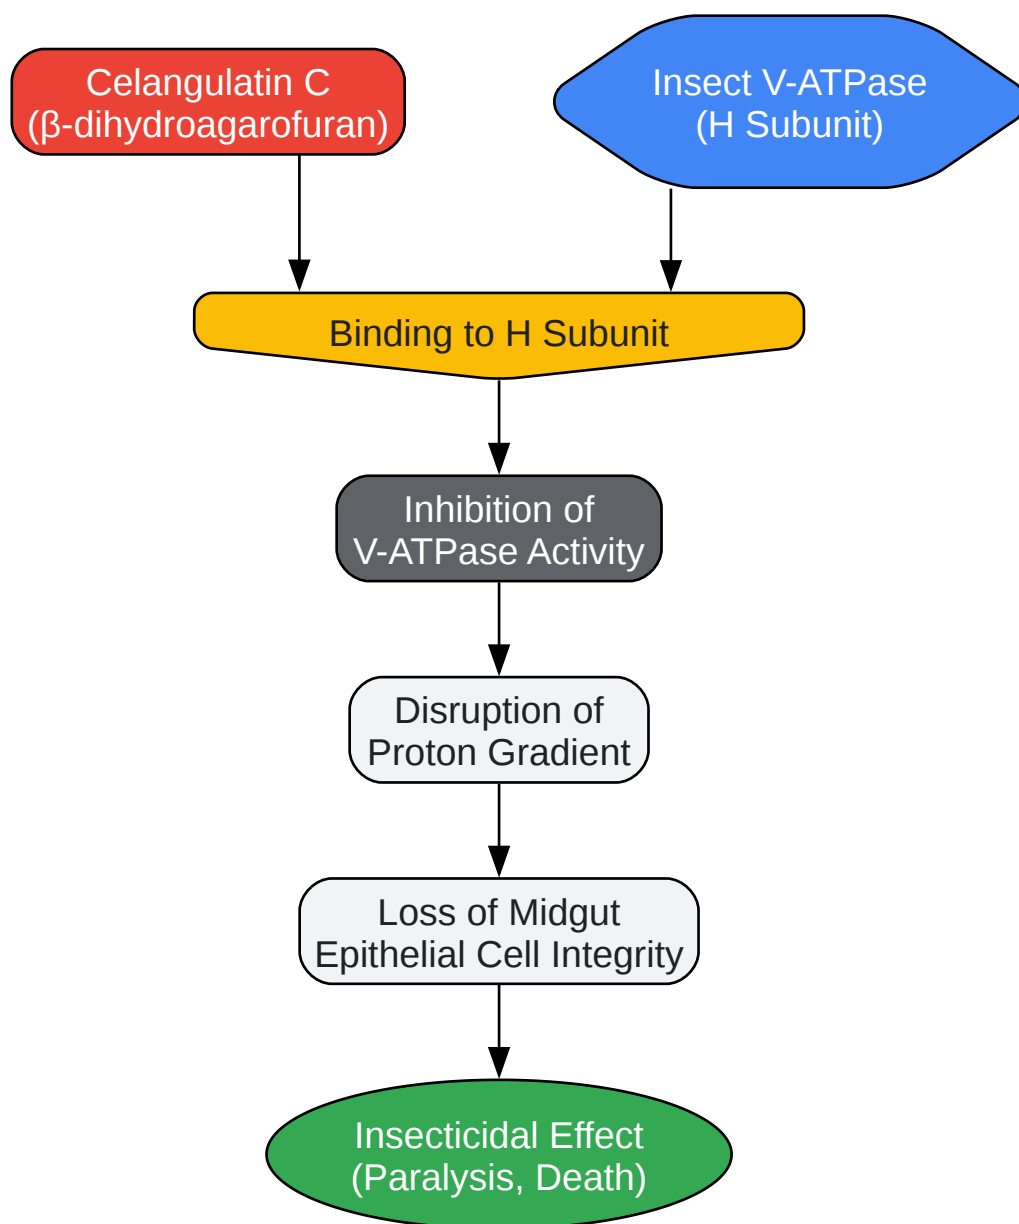 Celangulatin C
(β-dihydroagarofuran)
Insect V-ATPase
(H Subunit)
Binding to H Subunit
Inhibition of
V-ATPase Activity
Disruption of
Proton Gradient
Loss of Midgut
Epithelial Cell Integrity
Insecticidal Effect
(Paralysis, Death)